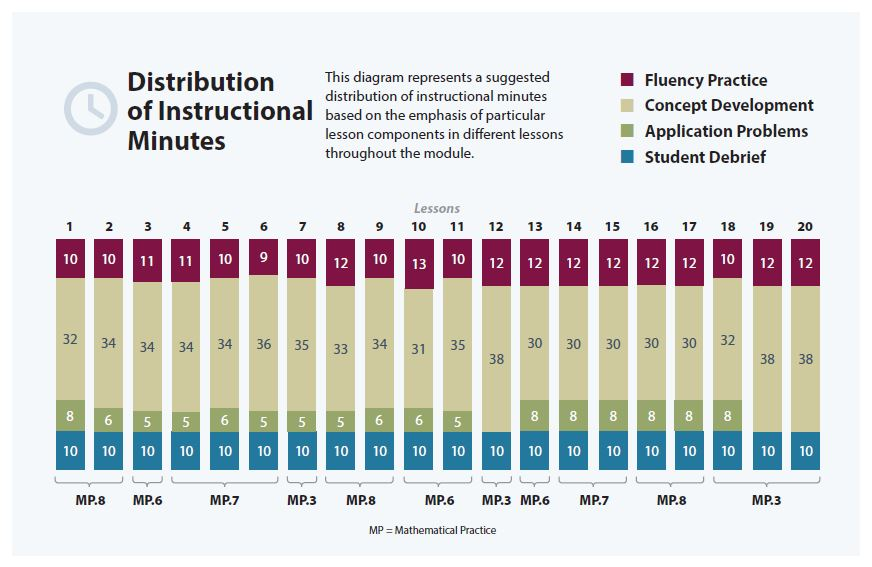 Distribution
of Instructional
Minutes
This diagram represents a suggested
distribution of instructional minutes
based on the emphasis of particular
lesson components in different lessons
throughout the module.
Fluency Practice
Concept Development
Application Problems
Student Debrief
Lessons
1 2 3 4 5 6 7 8 9 10 11 12 13 14 15 16 17 18 19 20
10 10 11 11 10 9 10 12 10 13 10 12 12 12 12 12 12 10 12 12
32 34 34 34 34 36 35 33 34 31 35 38 30 30 30 30 30 32 38 38
8 6 5 5 6 5 5 5 6 6 5 8 8 8 8 8 8
10 10 10 10 10 10 10 10 10 10 10 10 10 10 10 10 10 10 10 10
MP.8 MP.6 MP.7 MP.3 MP.8 MP.6 MP.3 MP.6 MP.7 MP.8 MP.3
MP = Mathematical Practice